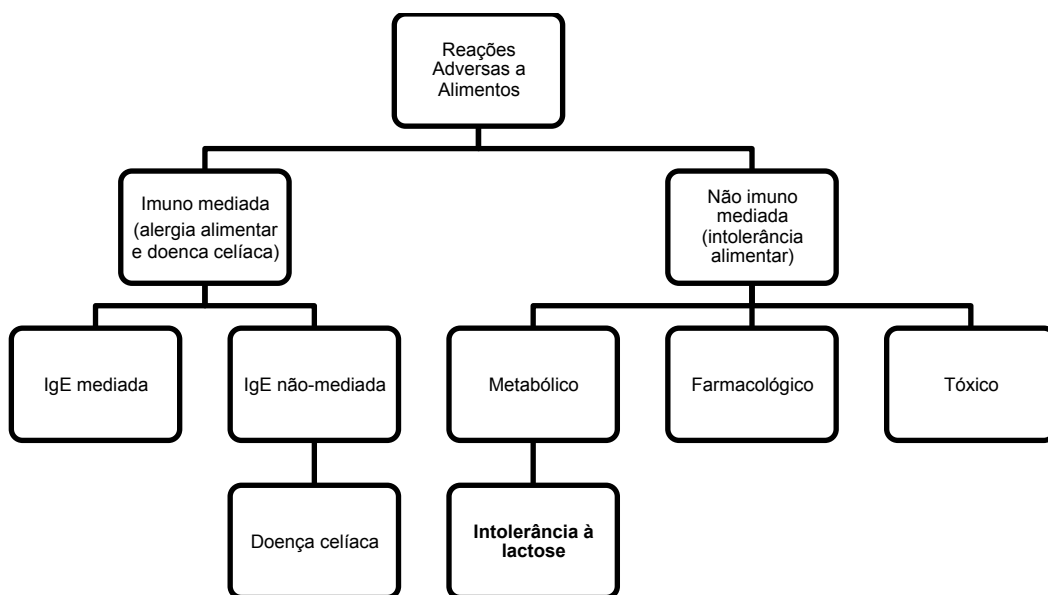 Reações
Adversas a
Alimentos
Imuno mediada
(alergia alimentar
e doenca celíaca)
Não imuno
mediada
(intolerância
alimentar)
IgE mediada
IgE não-mediada
Metabólico
Farmacológico
Tóxico
Doença celíaca
Intolerância à
lactose